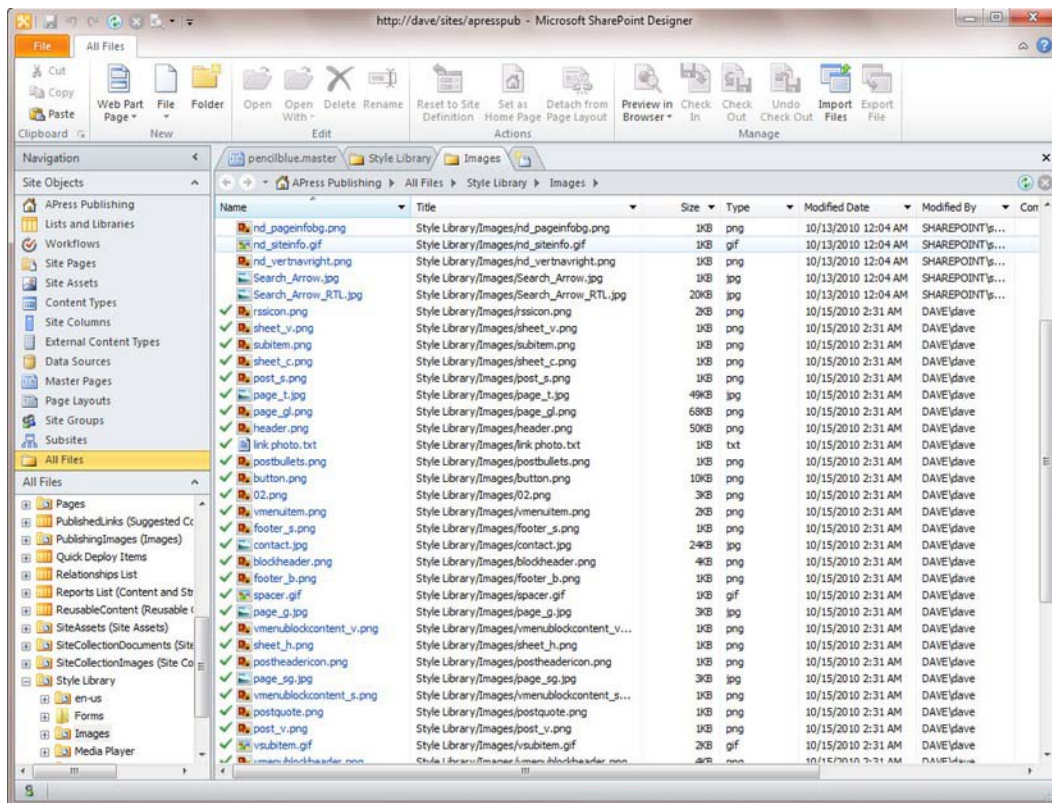 http://dave/sites/apresspub - Microsoft SharePoint Designer
File All Files
Cut
Copy
Paste
Clipboard
Web Part Page File Folder
New
Open Open With Delete Rename
Edit
Reset to Site Definition Set as Home Page Detach from Page Layout
Actions
Preview in Browser Check In Check Out Undo Check Out Import Files Export File
Manage
Navigation
Site Objects
APress Publishing
Lists and Libraries
Workflows
Site Pages
Site Assets
Content Types
Site Columns
External Content Types
Data Sources
Master Pages
Page Layouts
Site Groups
Subsites
All Files
All Files
Pages
PublishedLinks (Suggested Cc
PublishingImages (Images)
Quick Deploy Items
Relationships List
Reports List (Content and Str
ReusableContent (Reusable
SiteAssets (Site Assets)
SiteCollectionDocuments (Site
SiteCollectionImages (Site Co
Style Library
en-us
Forms
Images
Media Player
pencilblue.master Style Library Images
APress Publishing All Files Style Library Images
Name Title Size Type Modified Date Modified By Con
nd_pageinfobg.png Style Library/Images/nd_pageinfobg.png 1KB png 10/13/2010 12:04 AM SHAREPOINT\s...
nd_siteinfo.gif Style Library/Images/nd_siteinfo.gif 1KB gif 10/13/2010 12:04 AM SHAREPOINT\s...
nd_vertnavright.png Style Library/Images/nd_vertnavright.png 1KB png 10/13/2010 12:04 AM SHAREPOINT\s...
Search_Arrow.jpg Style Library/Images/Search_Arrow.jpg 1KB jpg 10/13/2010 12:04 AM SHAREPOINT\s...
Search_Arrow_RTL.jpg Style Library/Images/Search_Arrow_RTL.jpg 20KB jpg 10/13/2010 12:04 AM SHAREPOINT\s...
rssicon.png Style Library/Images/rssicon.png 2KB png 10/15/2010 2:31 AM DAVE\dave
sheet_v.png Style Library/Images/sheet_v.png 1KB png 10/15/2010 2:31 AM DAVE\dave
subitem.png Style Library/Images/subitem.png 1KB png 10/15/2010 2:31 AM DAVE\dave
sheet_c.png Style Library/Images/sheet_c.png 1KB png 10/15/2010 2:31 AM DAVE\dave
post_s.png Style Library/Images/post_s.png 1KB png 10/15/2010 2:31 AM DAVE\dave
page_t.jpg Style Library/Images/page_t.jpg 49KB jpg 10/15/2010 2:31 AM DAVE\dave
page_gl.png Style Library/Images/page_gl.png 68KB png 10/15/2010 2:31 AM DAVE\dave
header.png Style Library/Images/header.png 50KB png 10/15/2010 2:31 AM DAVE\dave
link photo.txt Style Library/Images/link photo.txt 1KB txt 10/15/2010 2:31 AM DAVE\dave
postbullets.png Style Library/Images/postbullets.png 1KB png 10/15/2010 2:31 AM DAVE\dave
button.png Style Library/Images/button.png 10KB png 10/15/2010 2:31 AM DAVE\dave
02.png Style Library/Images/02.png 3KB png 10/15/2010 2:31 AM DAVE\dave
vmenuitem.png Style Library/Images/vmenuitem.png 2KB png 10/15/2010 2:31 AM DAVE\dave
footer_s.png Style Library/Images/footer_s.png 1KB png 10/15/2010 2:31 AM DAVE\dave
contact.jpg Style Library/Images/contact.jpg 24KB jpg 10/15/2010 2:31 AM DAVE\dave
blockheader.png Style Library/Images/blockheader.png 4KB png 10/15/2010 2:31 AM DAVE\dave
footer_b.png Style Library/Images/footer_b.png 1KB png 10/15/2010 2:31 AM DAVE\dave
spacer.gif Style Library/Images/spacer.gif 1KB gif 10/15/2010 2:31 AM DAVE\dave
page_g.jpg Style Library/Images/page_g.jpg 3KB jpg 10/15/2010 2:31 AM DAVE\dave
vmenublockcontent_v.png Style Library/Images/vmenublockcontent_v... 1KB png 10/15/2010 2:31 AM DAVE\dave
sheet_h.png Style Library/Images/sheet_h.png 1KB png 10/15/2010 2:31 AM DAVE\dave
postheadericon.png Style Library/Images/postheadericon.png 1KB png 10/15/2010 2:31 AM DAVE\dave
page_sg.jpg Style Library/Images/page_sg.jpg 3KB jpg 10/15/2010 2:31 AM DAVE\dave
vmenublockcontent_s.png Style Library/Images/vmenublockcontent_s... 1KB png 10/15/2010 2:31 AM DAVE\dave
postquote.png Style Library/Images/postquote.png 1KB png 10/15/2010 2:31 AM DAVE\dave
post_v.png Style Library/Images/post_v.png 1KB png 10/15/2010 2:31 AM DAVE\dave
vsubitem.gif Style Library/Images/vsubitem.gif 2KB gif 10/15/2010 2:31 AM DAVE\dave
vmenublockheader.png Style Library/Images/vmenublockheader.png 4KB png 10/15/2010 2:31 AM DAVE\dave